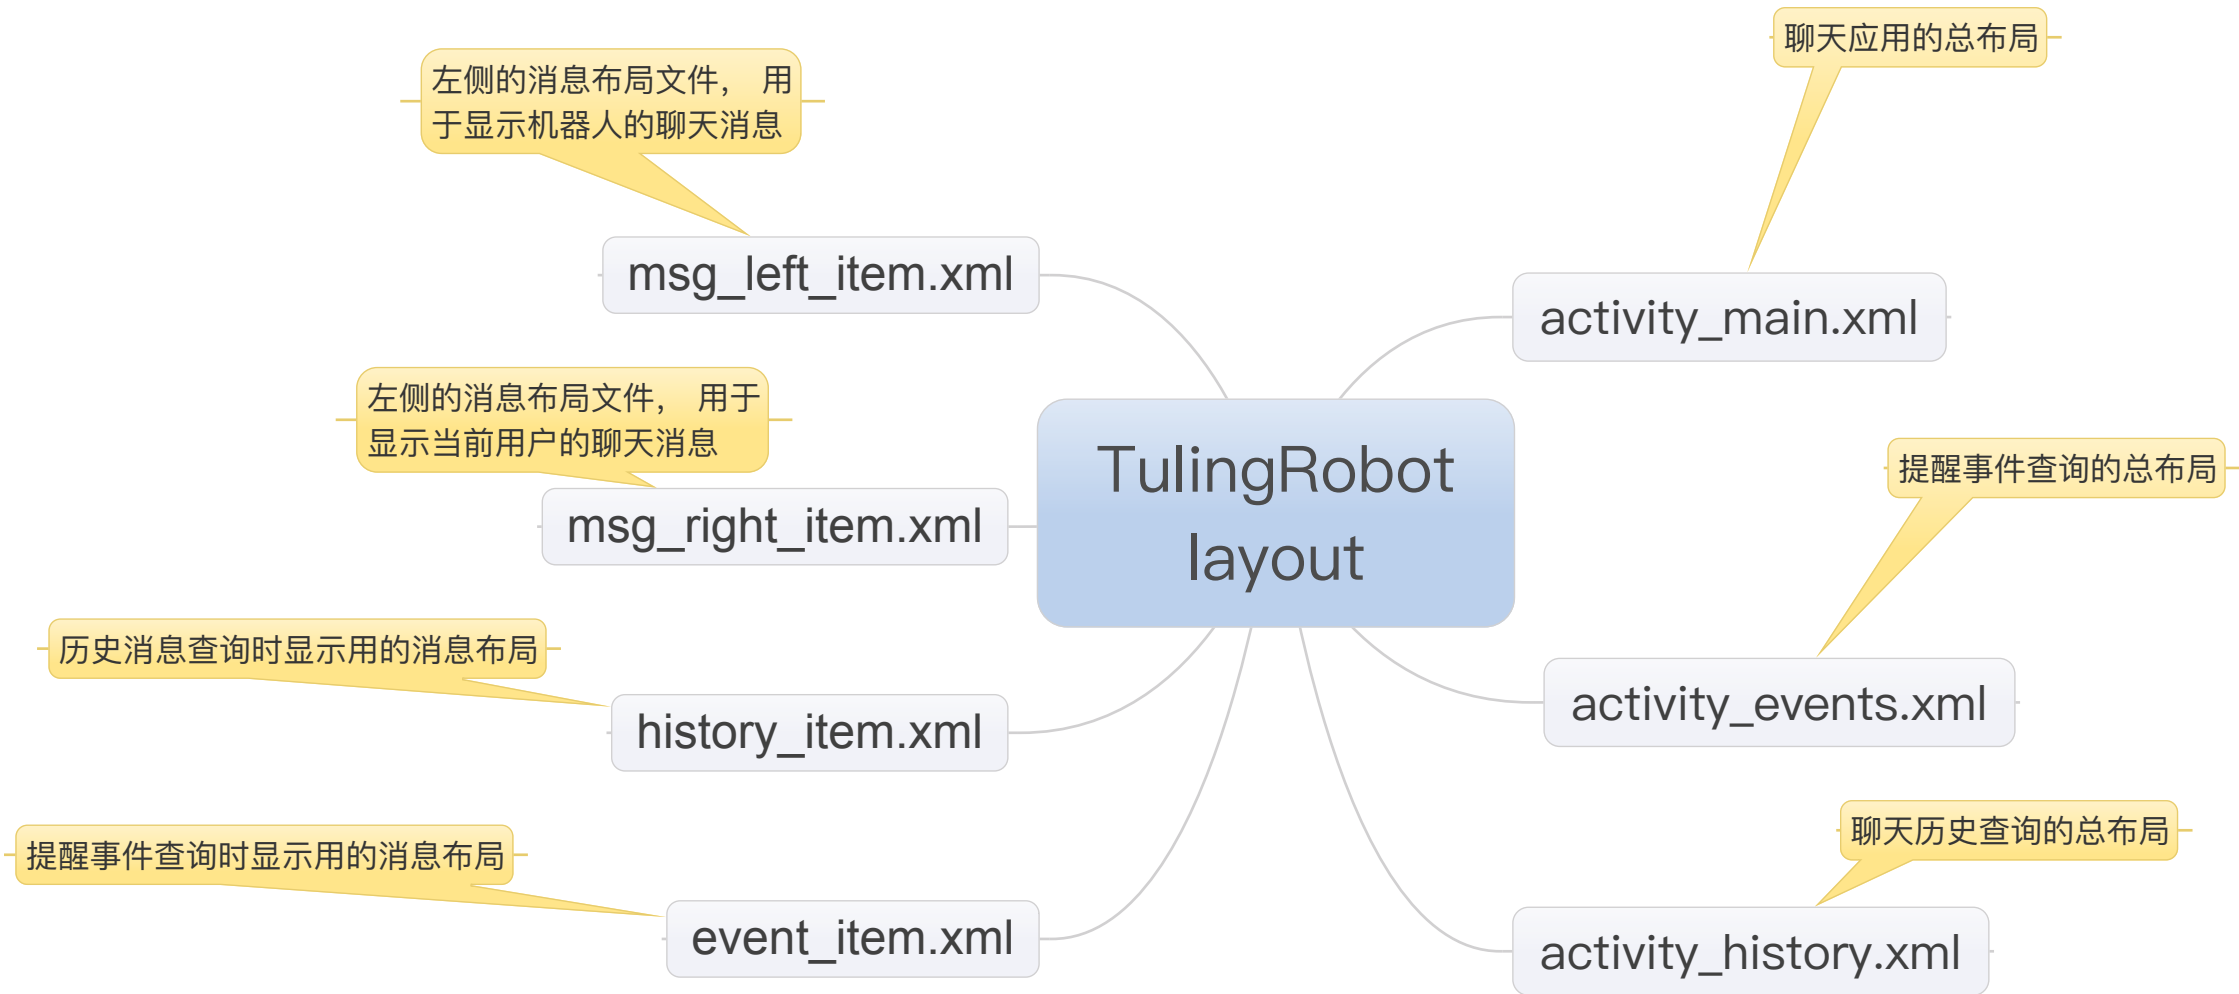 聊天应用的总布局
左侧的消息布局文件， 用
于显示机器人的聊天消息
msg_left_item.xml
activity_main.xml
左侧的消息布局文件， 用于
显示当前用户的聊天消息
TulingRobot
layout
提醒事件查询的总布局
msg_right_item.xml
历史消息查询时显示用的消息布局
history_item.xml
activity_events.xml
聊天历史查询的总布局
提醒事件查询时显示用的消息布局
event_item.xml
activity_history.xml